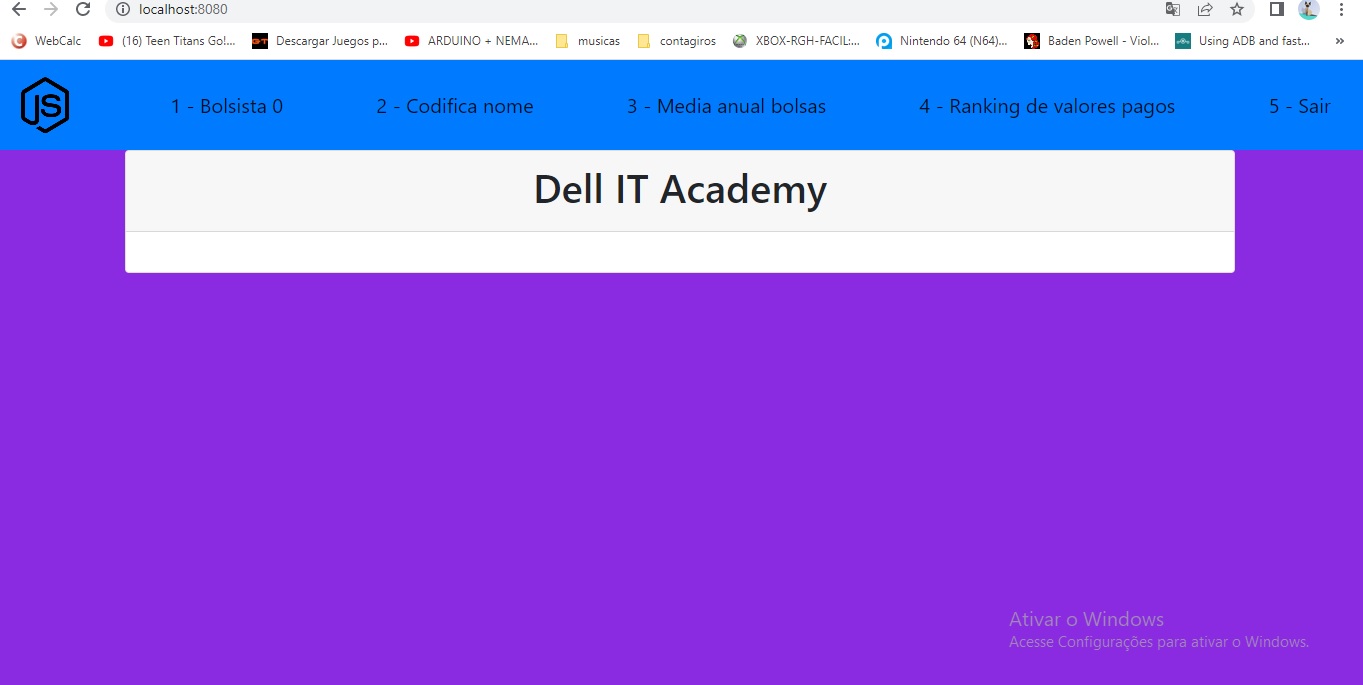 localhost:8080
WebCalc (16) Teen Titans Go!... Descargar Juegos p... ARDUINO + NEMA... musicas contagiros XBOX-RGH-FACIL:... Nintendo 64 (N64)... Baden Powell - Viol... Using ADB and fast... »
JS 1 - Bolsista 0 2 - Codifica nome 3 - Media anual bolsas 4 - Ranking de valores pagos 5 - Sair
Dell IT Academy
Ativar o Windows
Acesse Configurações para ativar o Windows.